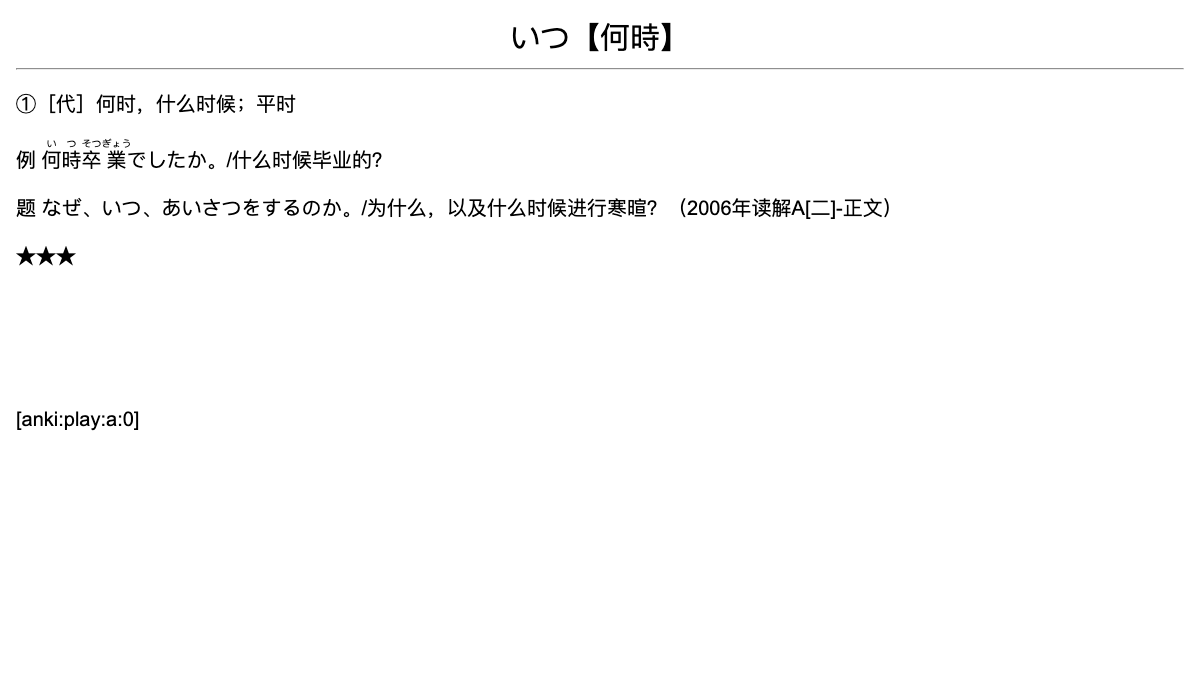 いつ【何時】
①［代］何时，什么时候；平时
例 何時卒業でしたか。/什么时候毕业的?
题 なぜ、いつ、あいさつをするのか。/为什么，以及什么时候进行寒暄？（2006年读解A[二]-正文）
★★★
[anki:play:a:0]